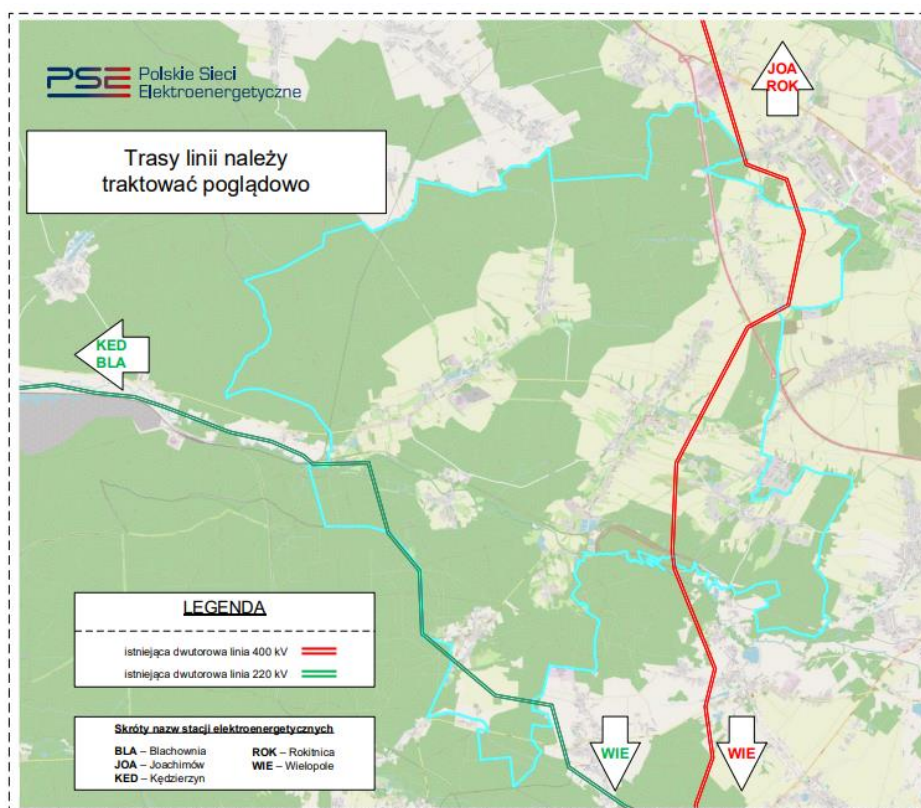 PSE Polskie Sieci
Elektroenergetyczne
Trasy linii należy
traktować poglądowo
JOA
ROK
KED
BLA
LEGENDA
istniejąca dwutorowa linia 400 kV
istniejąca dwutorowa linia 220 kV
Skróty nazw stacji elektroenergetycznych
BLA – Blachownia
JOA – Joachimów
KED – Kędzierzyn
ROK – Rokitnica
WIE – Wielopole
WIE
WIE